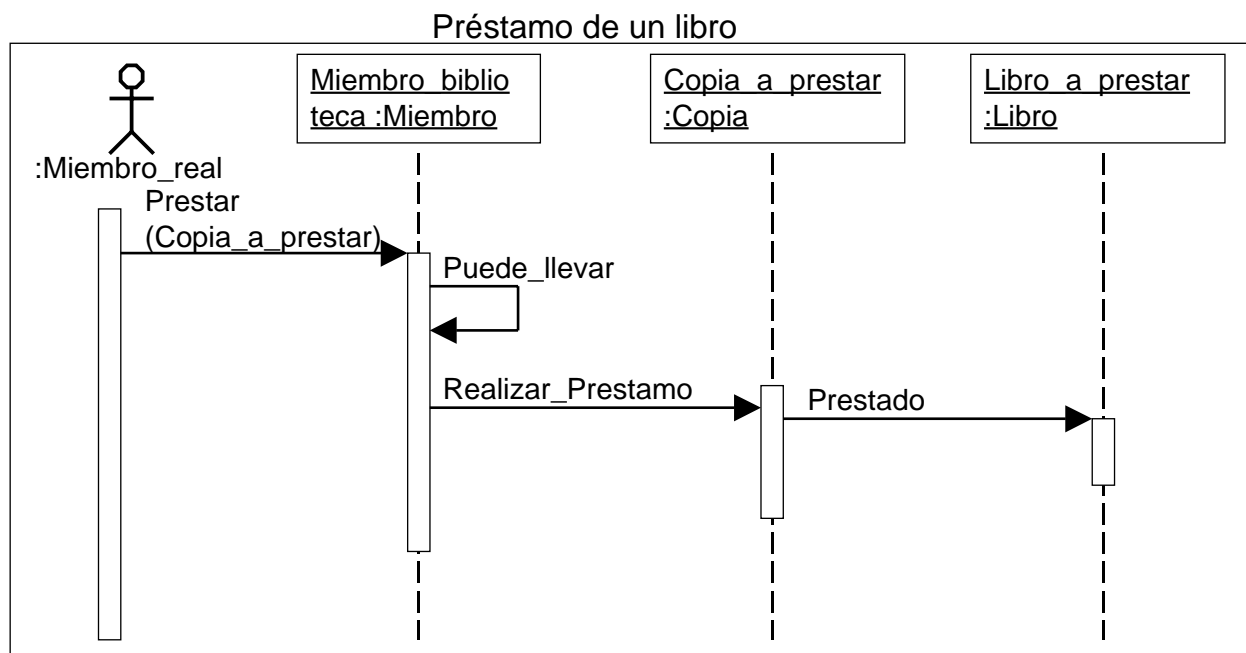 Préstamo de un libro
Miembro_biblio
teca :Miembro
Copia_a_prestar
:Copia
Libro_a_prestar
:Libro
:Miembro_real
Prestar
(Copia_a_prestar)
Puede_llevar
Realizar_Prestamo
Prestado